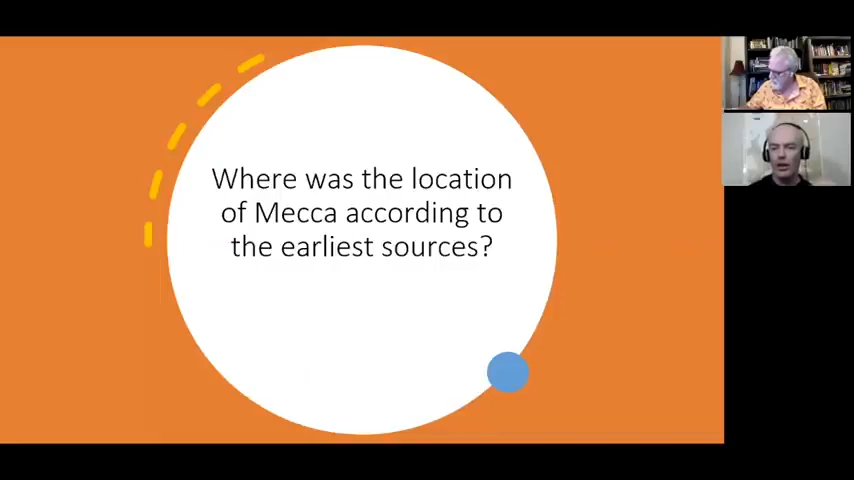 Where was the location
of Mecca according to
the earliest sources?